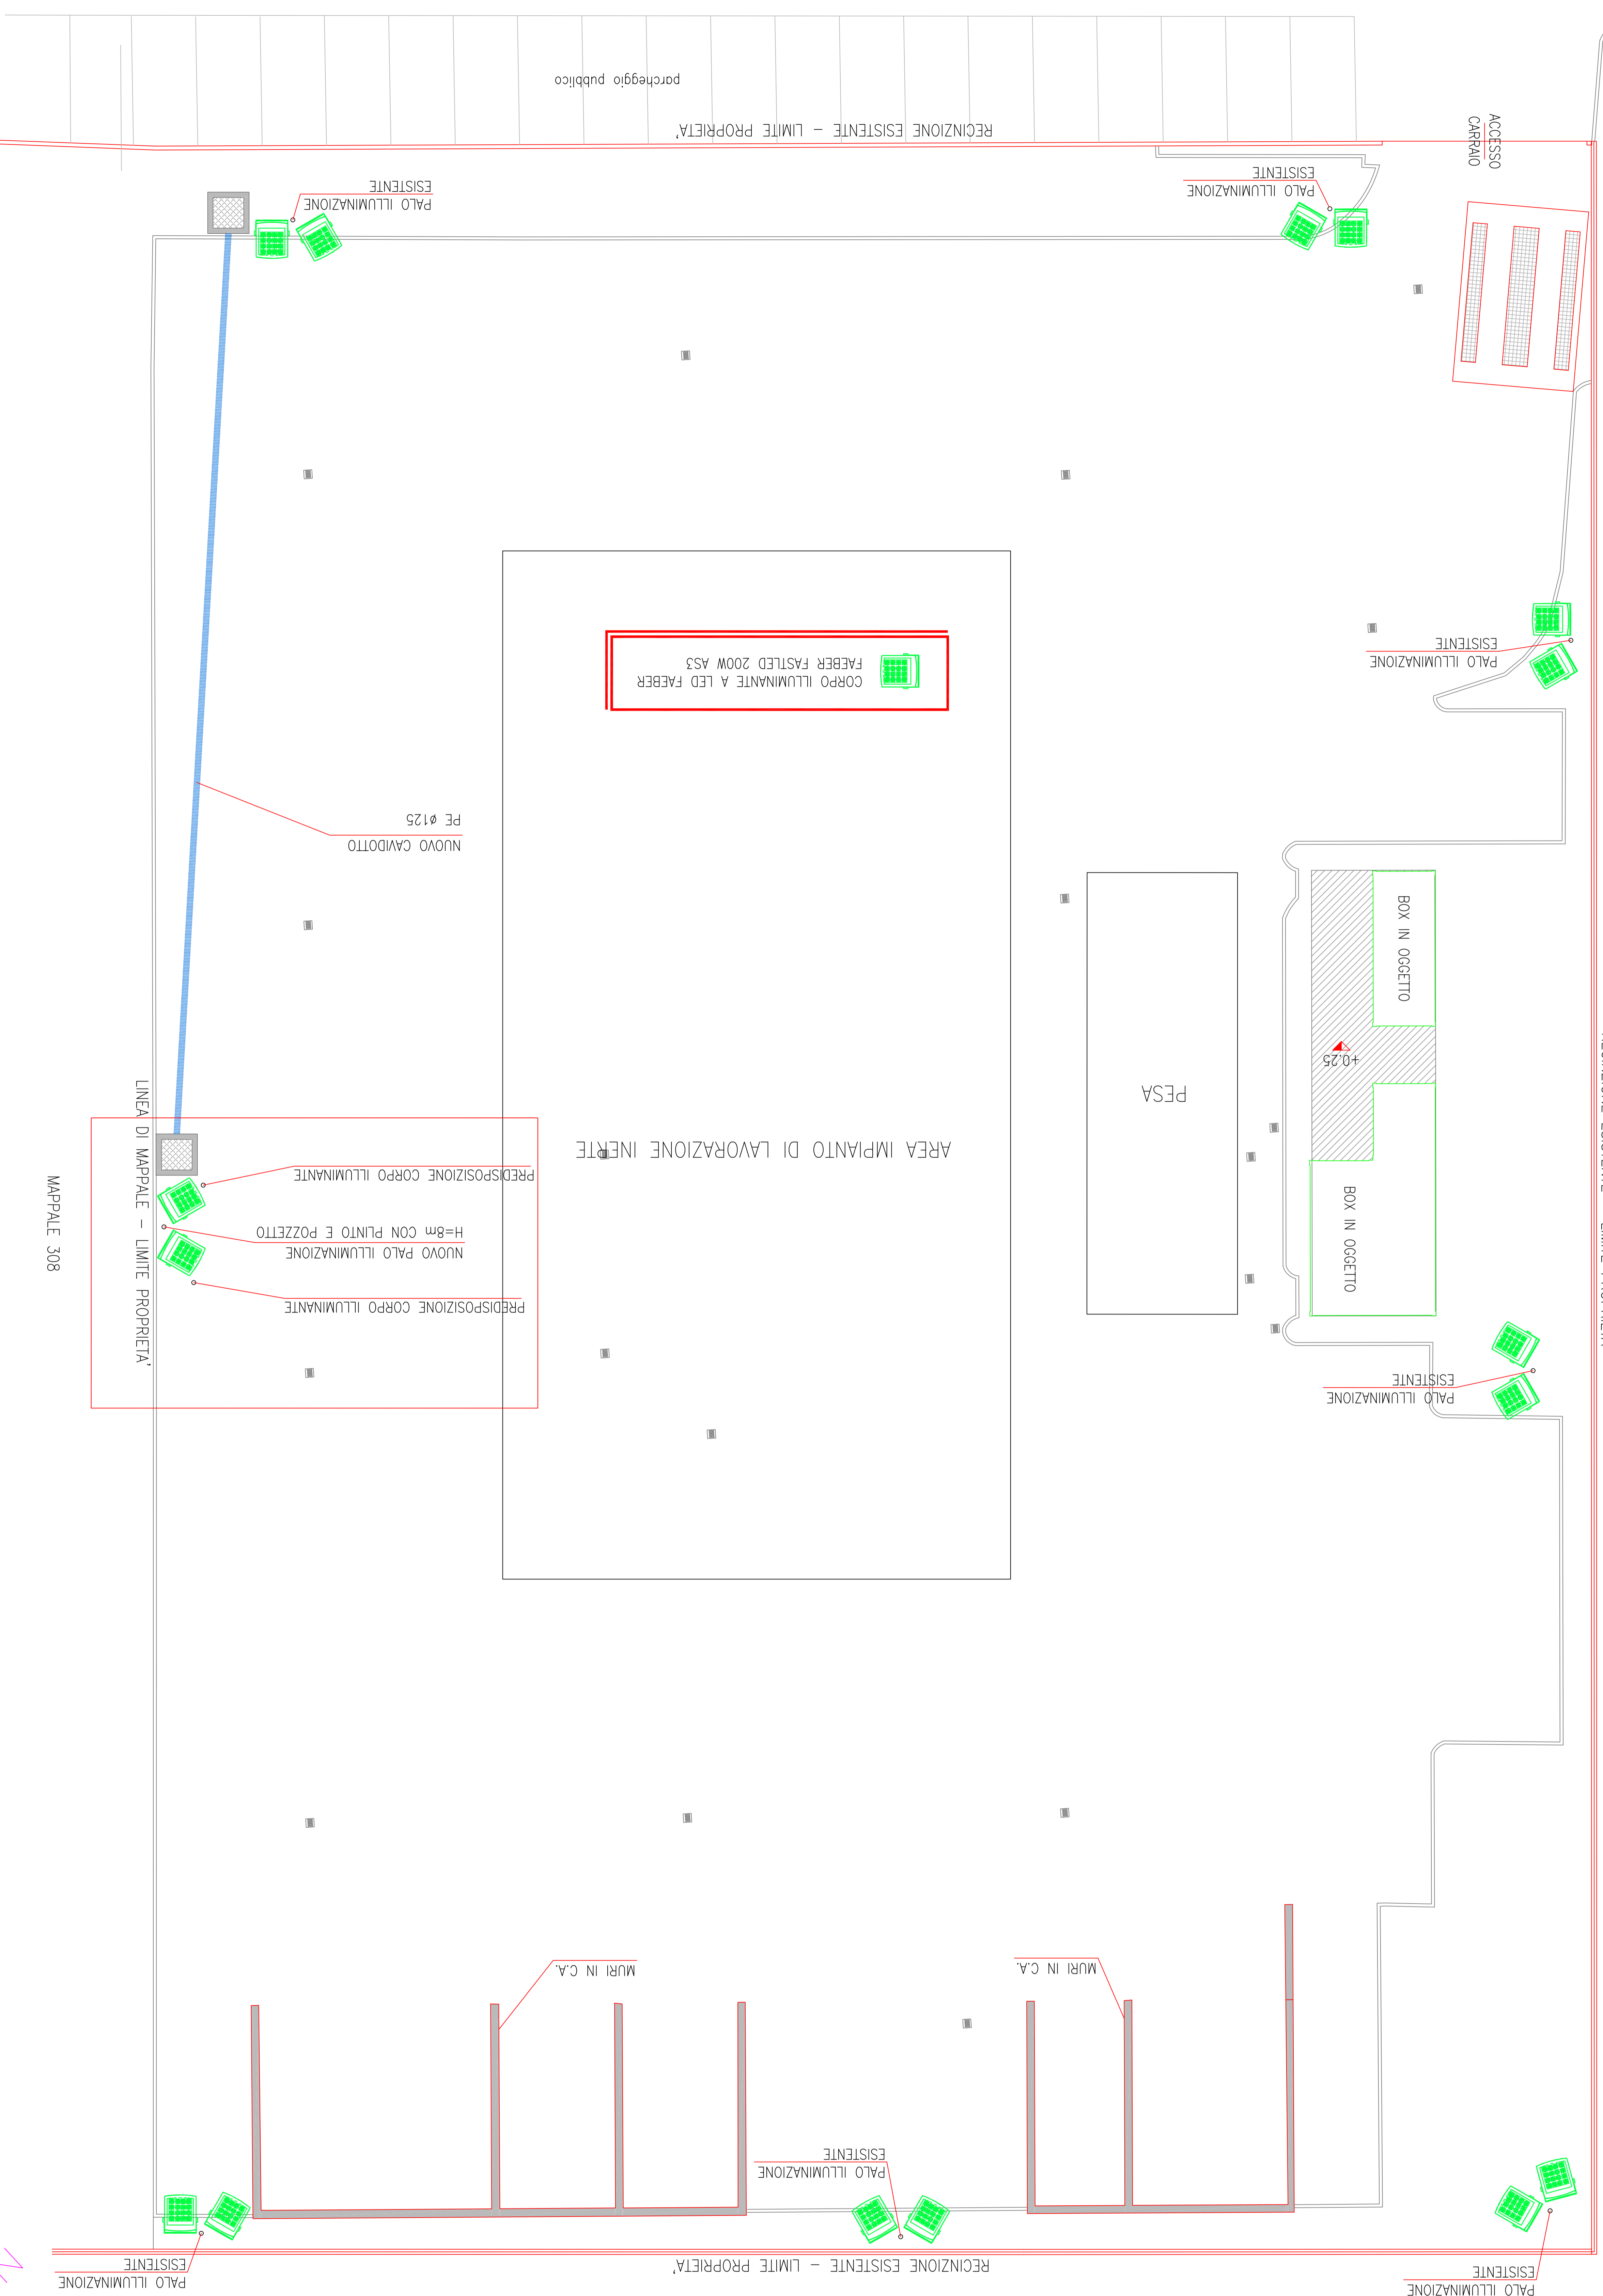 parcheggio pubblico
RECINZIONE ESISTENTE - LIMITE PROPRIETA'
ACCESSO
CARRAIO
PALO ILLUMINAZIONE
ESISTENTE
PALO ILLUMINAZIONE
ESISTENTE
PALO ILLUMINAZIONE
ESISTENTE
CORPO ILLUMINANTE A LED FAEBER
FAEBER FASTLED 200W AS3
NUOVO CAVIDOTTO
PE ø125
BOX IN OGGETTO
+0.25
PESA
BOX IN OGGETTO
AREA IMPIANTO DI LAVORAZIONE INERTE
LINEA DI MAPPALE - LIMITE PROPRIETA'
MAPPALE 308
PREDISPOSIZIONE CORPO ILLUMINANTE
NUOVO PALO ILLUMINAZIONE
H=8m CON PLINTO E POZZETTO
PREDISPOSIZIONE CORPO ILLUMINANTE
PALO ILLUMINAZIONE
ESISTENTE
MURI IN C.A.
MURI IN C.A.
PALO ILLUMINAZIONE
ESISTENTE
RECINZIONE ESISTENTE - LIMITE PROPRIETA'
PALO ILLUMINAZIONE
ESISTENTE
PALO ILLUMINAZIONE
ESISTENTE